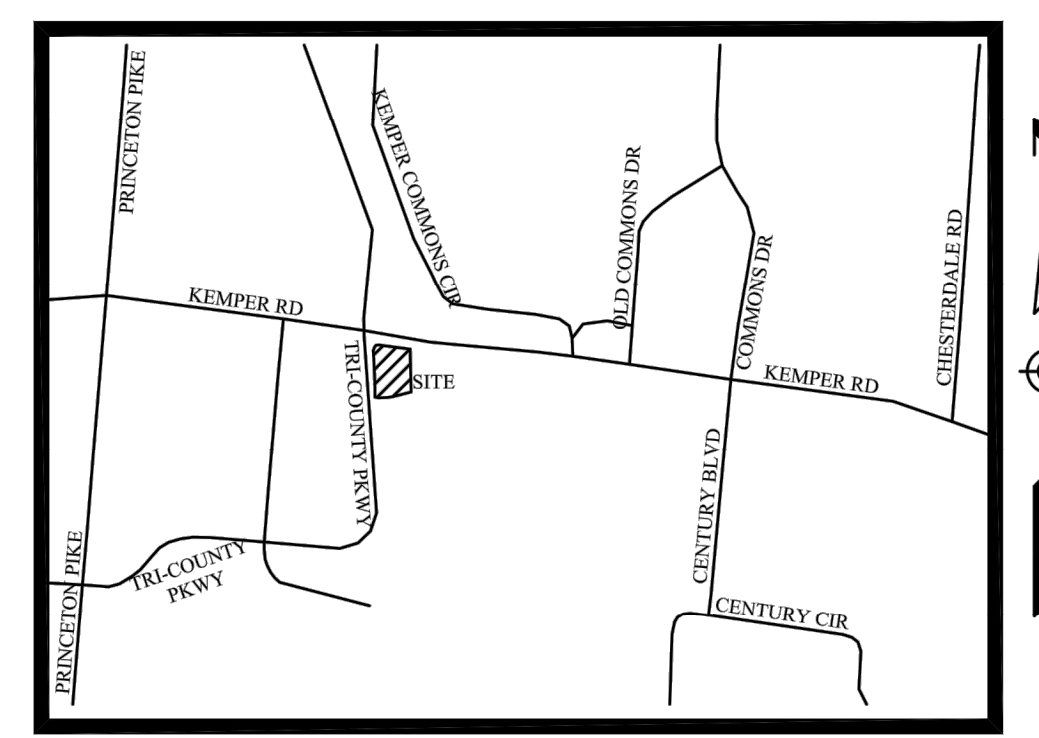 PRINCETON PIKE
KEMPER COMMONS CIR
OLD COMMONS DR
COMMONS DR
CHESTERDALE RD
KEMPER RD
TRI-COUNTY PKWY
SITE
KEMPER RD
CENTURY BLVD
PRINCETON PIKE
TRI-COUNTY
PKWY
CENTURY CIR